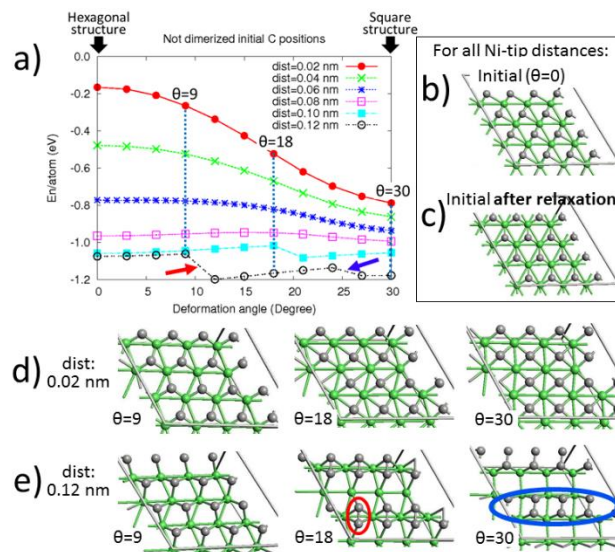 Hexagonal structure
Square structure
Not dimerized initial C positions
a)
En/atom (eV)
0.0
-0.2
-0.4
-0.6
-0.8
-1.0
-1.2
-1.4
dist=0.02 nm
dist=0.04 nm
dist=0.06 nm
dist=0.08 nm
dist=0.10 nm
dist=0.12 nm
θ=9
θ=18
θ=30
0
5
10
15
20
25
30
Deformation angle (Degree)
For all Ni-tip distances:
b)
Initial (θ=0)
c)
Initial after relaxation
d)
dist:
0.02 nm
θ=9
θ=18
θ=30
e)
dist:
0.12 nm
θ=9
θ=18
θ=30